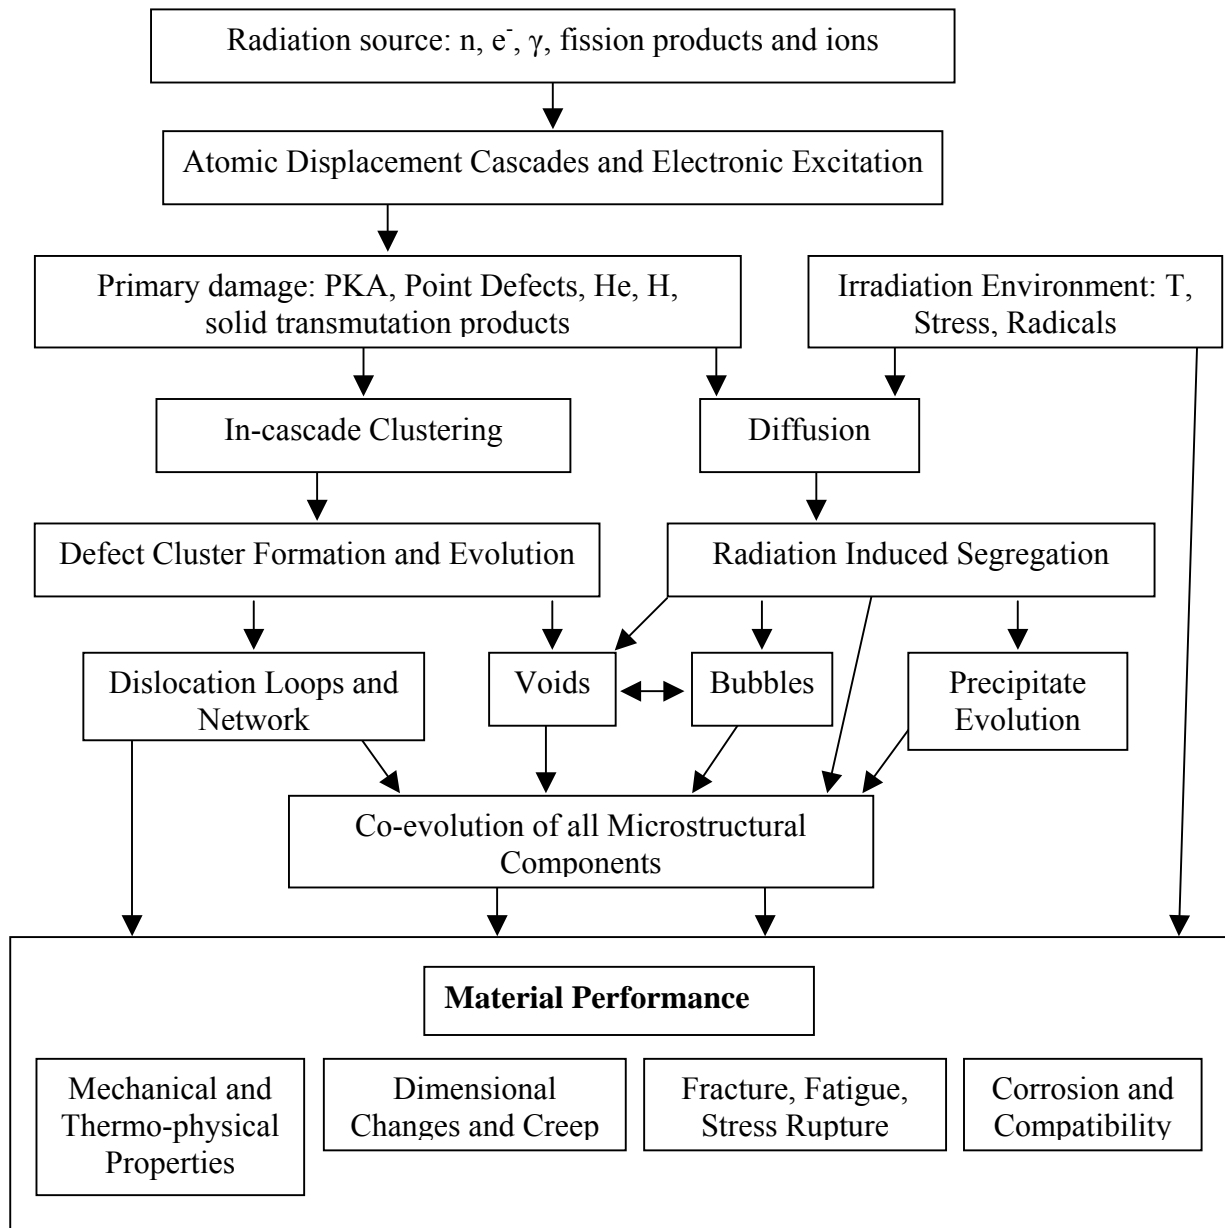 Radiation source: n, e⁻, γ, fission products and ions
Atomic Displacement Cascades and Electronic Excitation
Primary damage: PKA, Point Defects, He, H,
solid transmutation products
Irradiation Environment: T,
Stress, Radicals
In-cascade Clustering
Diffusion
Defect Cluster Formation and Evolution
Radiation Induced Segregation
Dislocation Loops and
Network
Voids
Bubbles
Precipitate
Evolution
Co-evolution of all Microstructural
Components
Material Performance
Mechanical and
Thermo-physical
Properties
Dimensional
Changes and Creep
Fracture, Fatigue,
Stress Rupture
Corrosion and
Compatibility